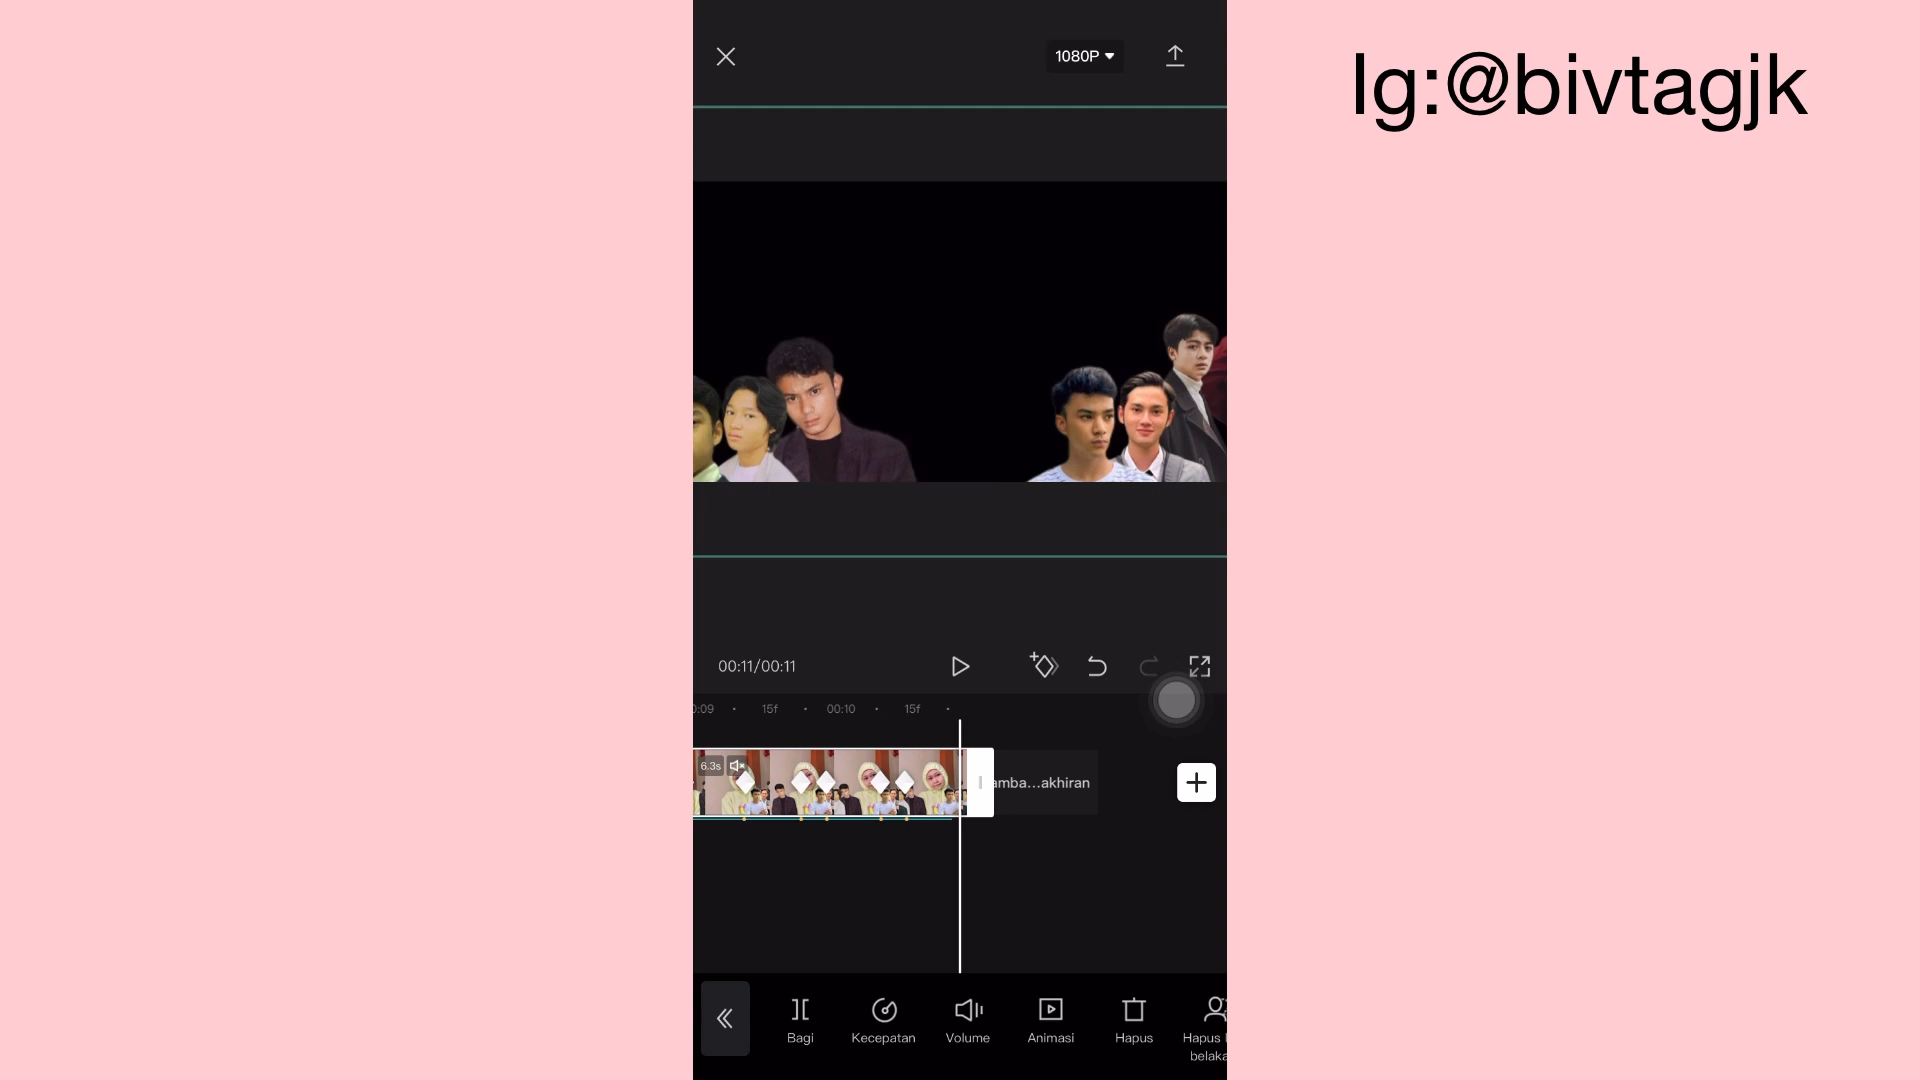 Ig:@bivtagjk
1080P
00:11/00:11
0:09 15f 00:10 15f
6.3s
amba...akhiran
Bagi
Kecepatan
Volume
Animasi
Hapus
Hapus
belaka